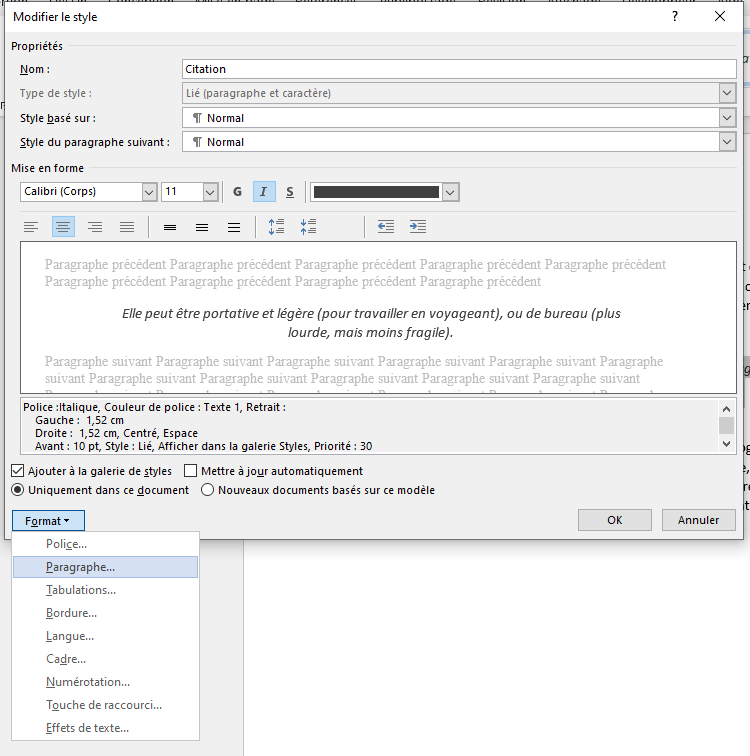 Modifier le style
?
Propriétés
Nom :
Citation
Type de style :
Lié (paragraphe et caractère)
Style basé sur :
¶ Normal
Style du paragraphe suivant :
¶ Normal
Mise en forme
Calibri (Corps) 11 G I S
Paragraphe précédent Paragraphe précédent Paragraphe précédent Paragraphe précédent Paragraphe précédent
Paragraphe précédent Paragraphe précédent Paragraphe précédent Paragraphe précédent
Elle peut être portative et légère (pour travailler en voyageant), ou de bureau (plus
lourde, mais moins fragile).
Paragraphe suivant Paragraphe suivant Paragraphe suivant Paragraphe suivant Paragraphe
suivant Paragraphe suivant Paragraphe suivant Paragraphe suivant Paragraphe suivant
Police :Italique, Couleur de police : Texte 1, Retrait :
Gauche : 1,52 cm
Droite : 1,52 cm, Centré, Espace
Avant : 10 pt, Style : Lié, Afficher dans la galerie Styles, Priorité : 30
Ajouter à la galerie de styles Mettre à jour automatiquement
Uniquement dans ce document Nouveaux documents basés sur ce modèle
Format
OK
Annuler
Police...
Paragraphe...
Tabulations...
Bordure...
Langue...
Cadre...
Numérotation...
Touche de raccourci...
Effets de texte...